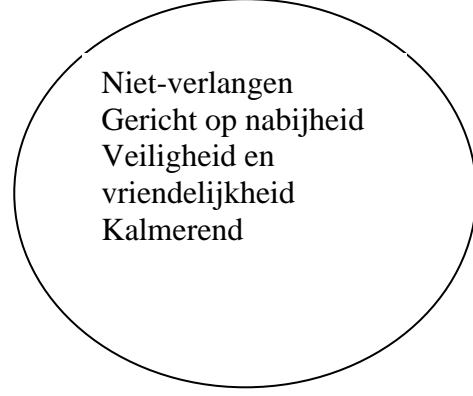 Niet-verlangen
Gericht op nabijheid
Veiligheid en
vriendelijkheid
Kalmerend